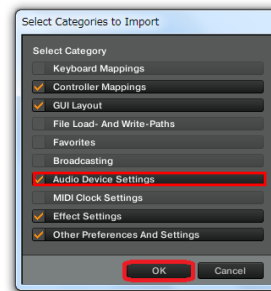 Select Categories to Import
Select Category
Keyboard Mappings
Controller Mappings
GUI Layout
File Load- And Write-Paths
Favorites
Broadcasting
Audio Device Settings
MIDI Clock Settings
Effect Settings
Other Preferences And Settings
OK Cancel